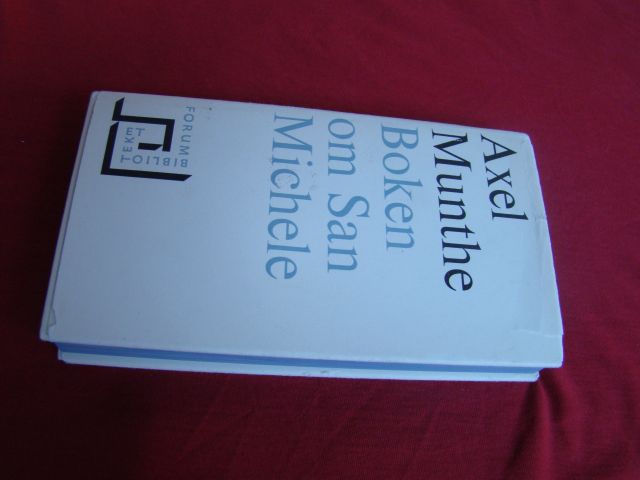 Axel
Munthe
Boken
om San
Michele
FORUM
BIBLIO
TEKET